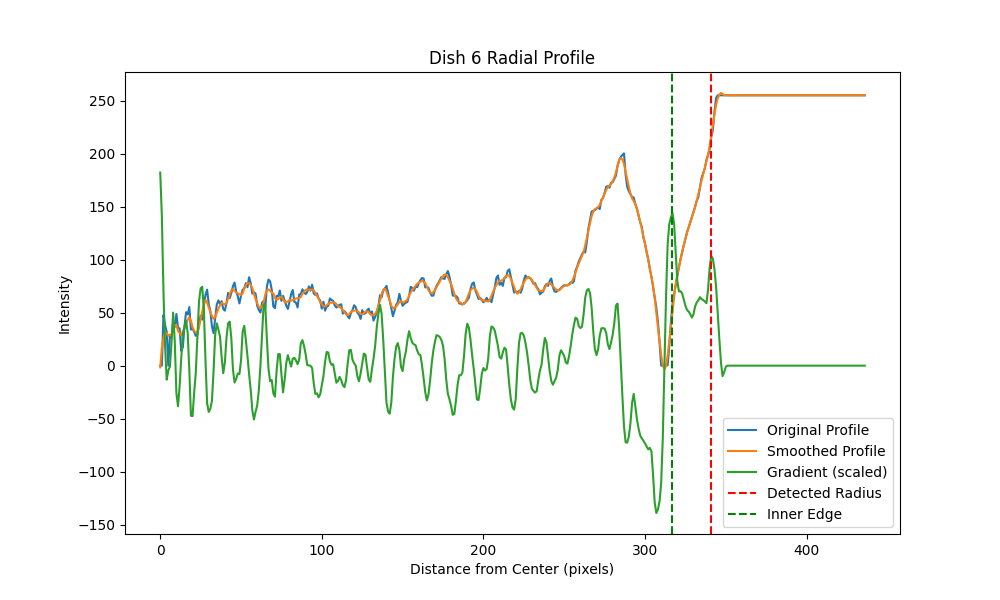 Dish 6 Radial Profile
Intensity
250
200
150
100
50
0
−50
−100
−150
0 100 200 300 400
Distance from Center (pixels)
Original Profile
Smoothed Profile
Gradient (scaled)
Detected Radius
Inner Edge